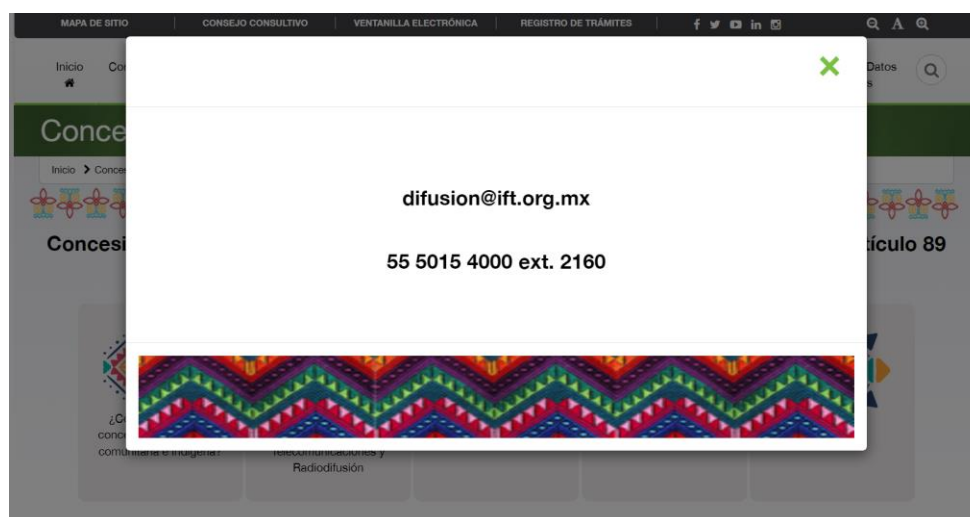 MAPA DE SITIO
CONSEJO CONSULTIVO
VENTANILLA ELECTRÓNICA
REGISTRO DE TRÁMITES
A
Inicio
Datos
Conce
Inicio
difusion@ift.org.mx
Concesi
tículo 89
55 5015 4000 ext. 2160
comunitaria e indígena?
Telecomunicaciones y
Radiodifusión